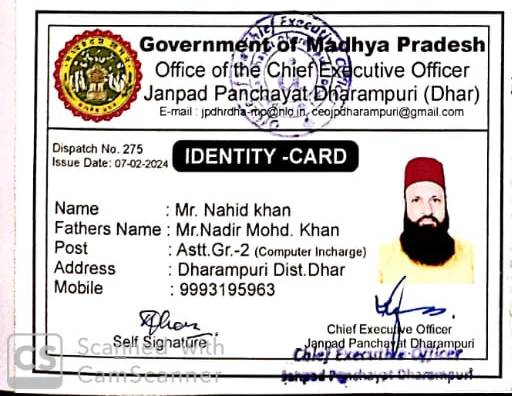 Government of Madhya Pradesh
Office of the Chief Executive Officer
Janpad Panchayat Dharampuri (Dhar)
E-mail : jpdhrdha-mp@nio.in, ceojpdharampuri@gmail.com
Dispatch No. 275
Issue Date: 07-02-2024
IDENTITY -CARD
Name : Mr. Nahid khan
Fathers Name : Mr.Nadir Mohd. Khan
Post : Astt.Gr.-2 (Computer Incharge)
Address : Dharampuri Dist.Dhar
Mobile : 9993195963
Self Signature
Chief Executive Officer
Janpad Panchayat Dharampuri
Chief Executive Officer
Janpad Panchayat Dharampuri
CS Scanned with
CamScanner